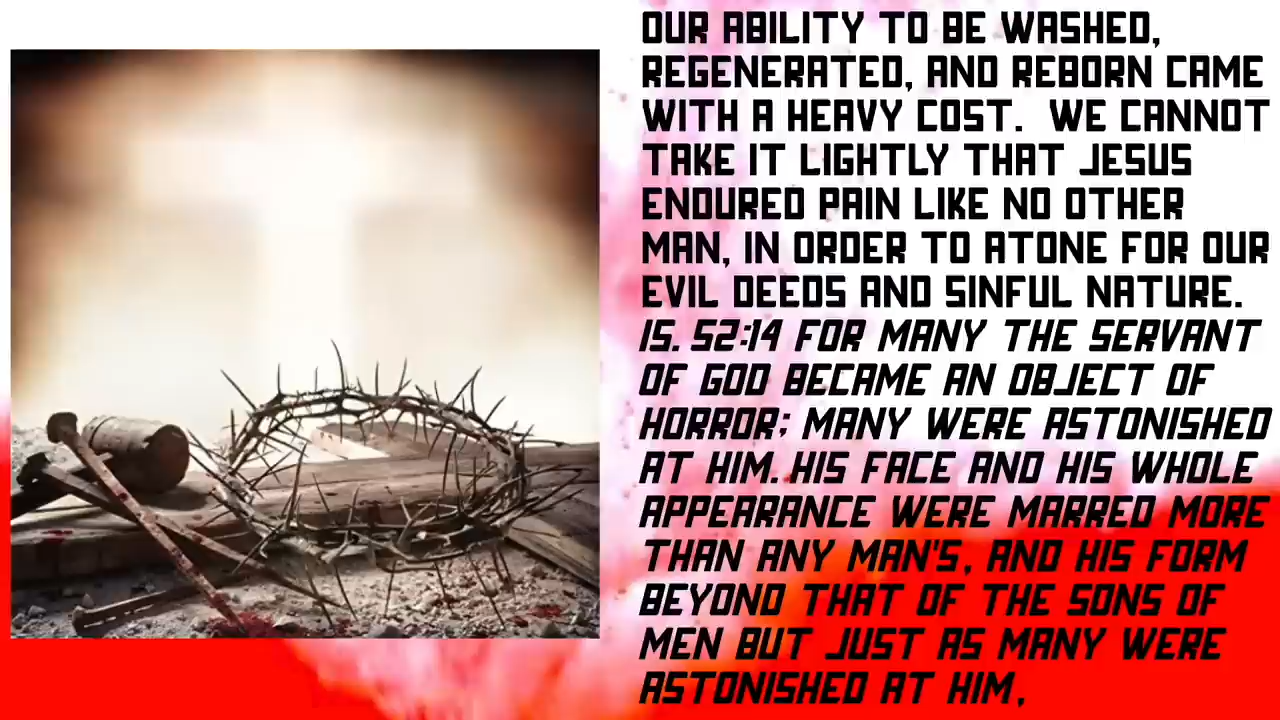 OUR ABILITY TO BE WASHED,
REGENERATED, AND REBORN CAME
WITH A HEAVY COST. WE CANNOT
TAKE IT LIGHTLY THAT JESUS
ENDURED PAIN LIKE NO OTHER
MAN, IN ORDER TO ATONE FOR OUR
EVIL DEEDS AND SINFUL NATURE.
IS. 52:14 FOR MANY THE SERVANT
OF GOD BECAME AN OBJECT OF
HORROR; MANY WERE ASTONISHED
AT HIM. HIS FACE AND HIS WHOLE
APPEARANCE WERE MARRED MORE
THAN ANY MAN'S, AND HIS FORM
BEYOND THAT OF THE SONS OF
MEN BUT JUST AS MANY WERE
ASTONISHED AT HIM,